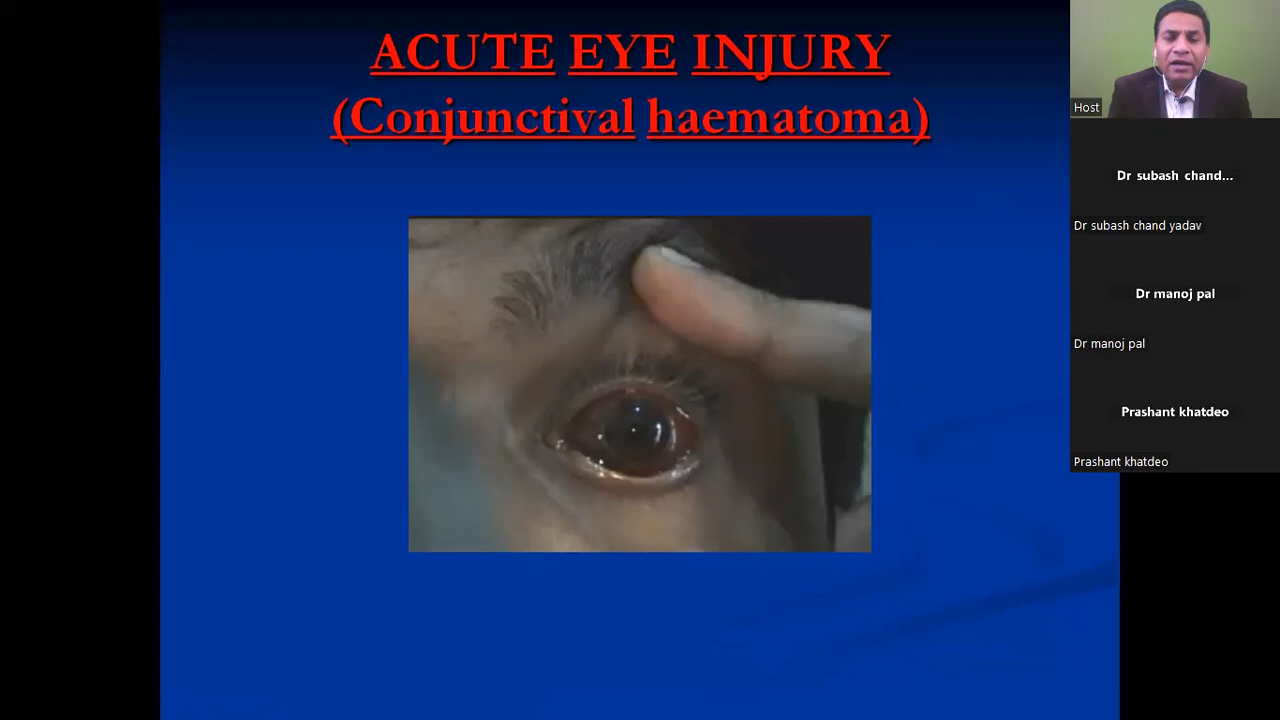 ACUTE EYE INJURY
(Conjunctival haematoma)
Host
Dr subash chand...
Dr subash chand yadav
Dr manoj pal
Dr manoj pal
Prashant khatdeo
Prashant khatdeo